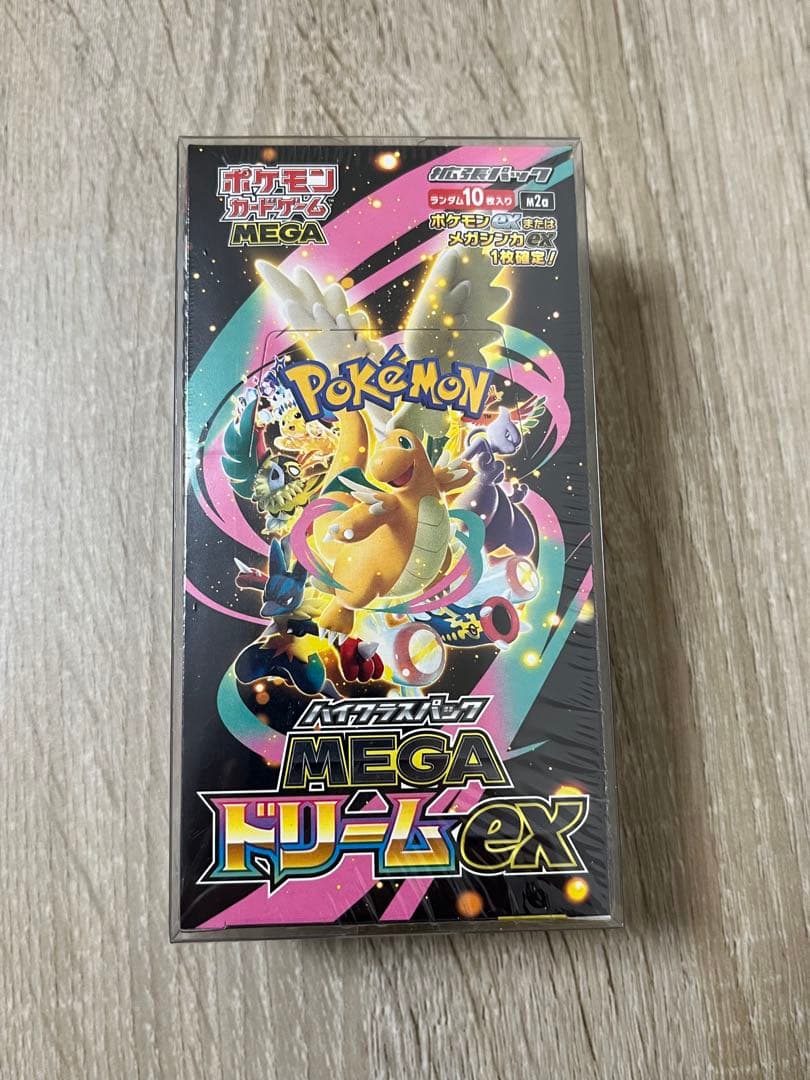 ポケモン
カードゲーム
MEGA
拡張パック
ランダム10枚入り M2a
ポケモンexまたは
メガシンカex
1枚確定!
POKéMON
ハイクラスパック
MEGA
ドリームex